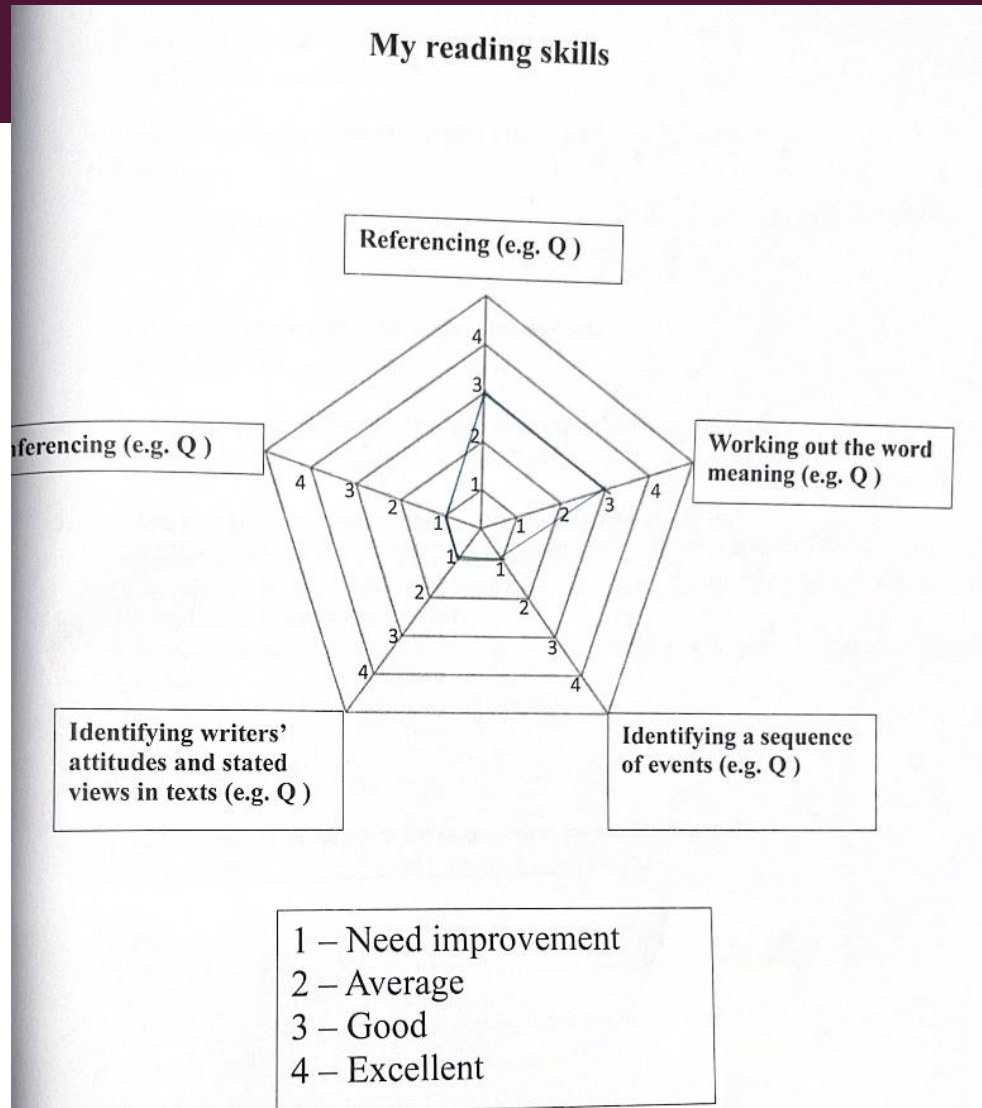 My reading skills
Referencing (e.g. Q )
4
3
2
1
nferencing (e.g. Q )
4
3
2
1
1
2
3
4
Working out the word
meaning (e.g. Q )
1
2
3
4
1
2
3
4
Identifying writers’
attitudes and stated
views in texts (e.g. Q )
Identifying a sequence
of events (e.g. Q )
1 – Need improvement
2 – Average
3 – Good
4 – Excellent